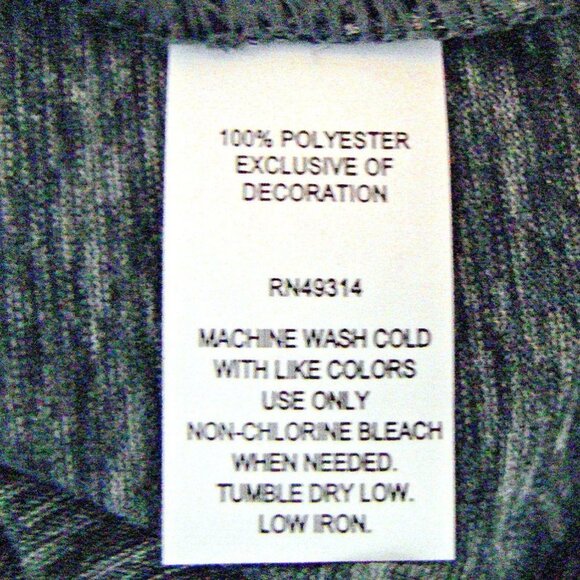 100% POLYESTER
EXCLUSIVE OF
DECORATION
RN49314
MACHINE WASH COLD
WITH LIKE COLORS
USE ONLY
NON-CHLORINE BLEACH
WHEN NEEDED.
TUMBLE DRY LOW.
LOW IRON.